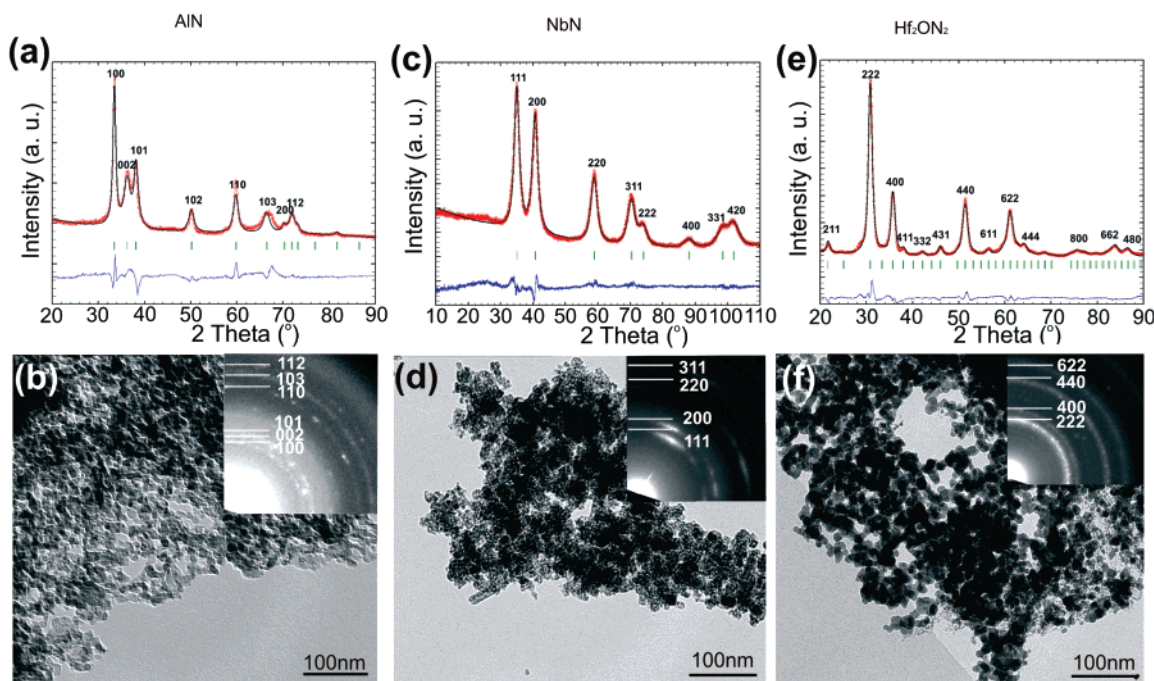 AlN
NbN
Hf₂ON₂
(a)
Intensity (a. u.)
100
002
101
102
110
103
200
112
20 30 40 50 60 70 80 90
2 Theta (°)
(c)
Intensity (a. u.)
111
200
220
311
222
400
331
420
10 20 30 40 50 60 70 80 90 100 110
2 Theta (°)
(e)
Intensity (a. u.)
222
211
400
411
332
431
440
611
622
444
800
662
480
20 30 40 50 60 70 80 90
2 Theta (°)
(b)
112
103
110
101
002
100
100nm
(d)
311
220
200
111
100nm
(f)
622
440
400
222
100nm